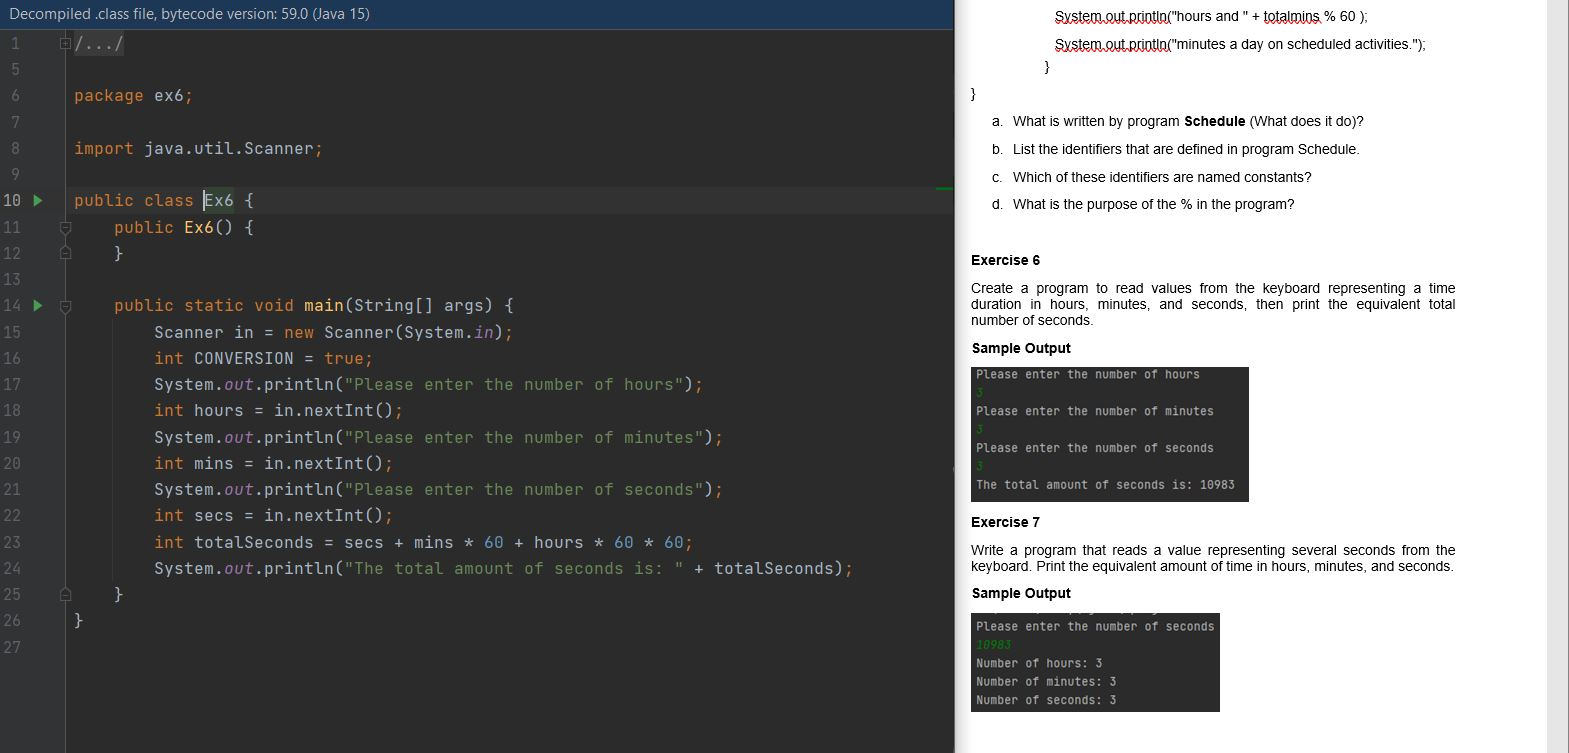 Decompiled .class file, bytecode version: 59.0 (Java 15)
1 /.../
5
6 package ex6;
7
8 import java.util.Scanner;
9
10 public class Ex6 {
11 public Ex6() {
12 }
13
14 public static void main(String[] args) {
15 Scanner in = new Scanner(System.in);
16 int CONVERSION = true;
17 System.out.println("Please enter the number of hours");
18 int hours = in.nextInt();
19 System.out.println("Please enter the number of minutes");
20 int mins = in.nextInt();
21 System.out.println("Please enter the number of seconds");
22 int secs = in.nextInt();
23 int totalSeconds = secs + mins * 60 + hours * 60 * 60;
24 System.out.println("The total amount of seconds is: " + totalSeconds);
25 }
26 }
27
System.out.println("hours and " + totalmins % 60 );
System.out.println("minutes a day on scheduled activities.");
}
}
a. What is written by program Schedule (What does it do)?
b. List the identifiers that are defined in program Schedule.
c. Which of these identifiers are named constants?
d. What is the purpose of the % in the program?
Exercise 6
Create a program to read values from the keyboard representing a time
duration in hours, minutes, and seconds, then print the equivalent total
number of seconds.
Sample Output
Please enter the number of hours
3
Please enter the number of minutes
3
Please enter the number of seconds
3
The total amount of seconds is: 10983
Exercise 7
Write a program that reads a value representing several seconds from the
keyboard. Print the equivalent amount of time in hours, minutes, and seconds.
Sample Output
Please enter the number of seconds
10983
Number of hours: 3
Number of minutes: 3
Number of seconds: 3